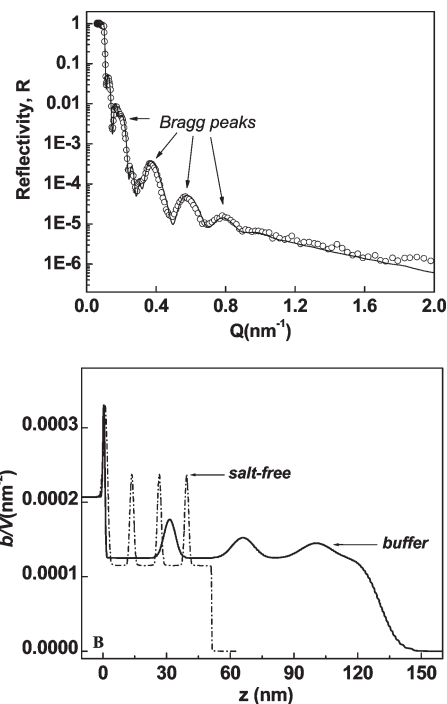 Reflectivity, R
1
0.1
0.01
1E-3
1E-4
1E-5
1E-6
Bragg peaks
0.0 0.4 0.8 1.2 1.6 2.0
Q(nm⁻¹)
b/V(nm⁻²)
0.0003
0.0002
0.0001
0.0000
salt-free
buffer
B
0 30 60 90 120 150
z (nm)